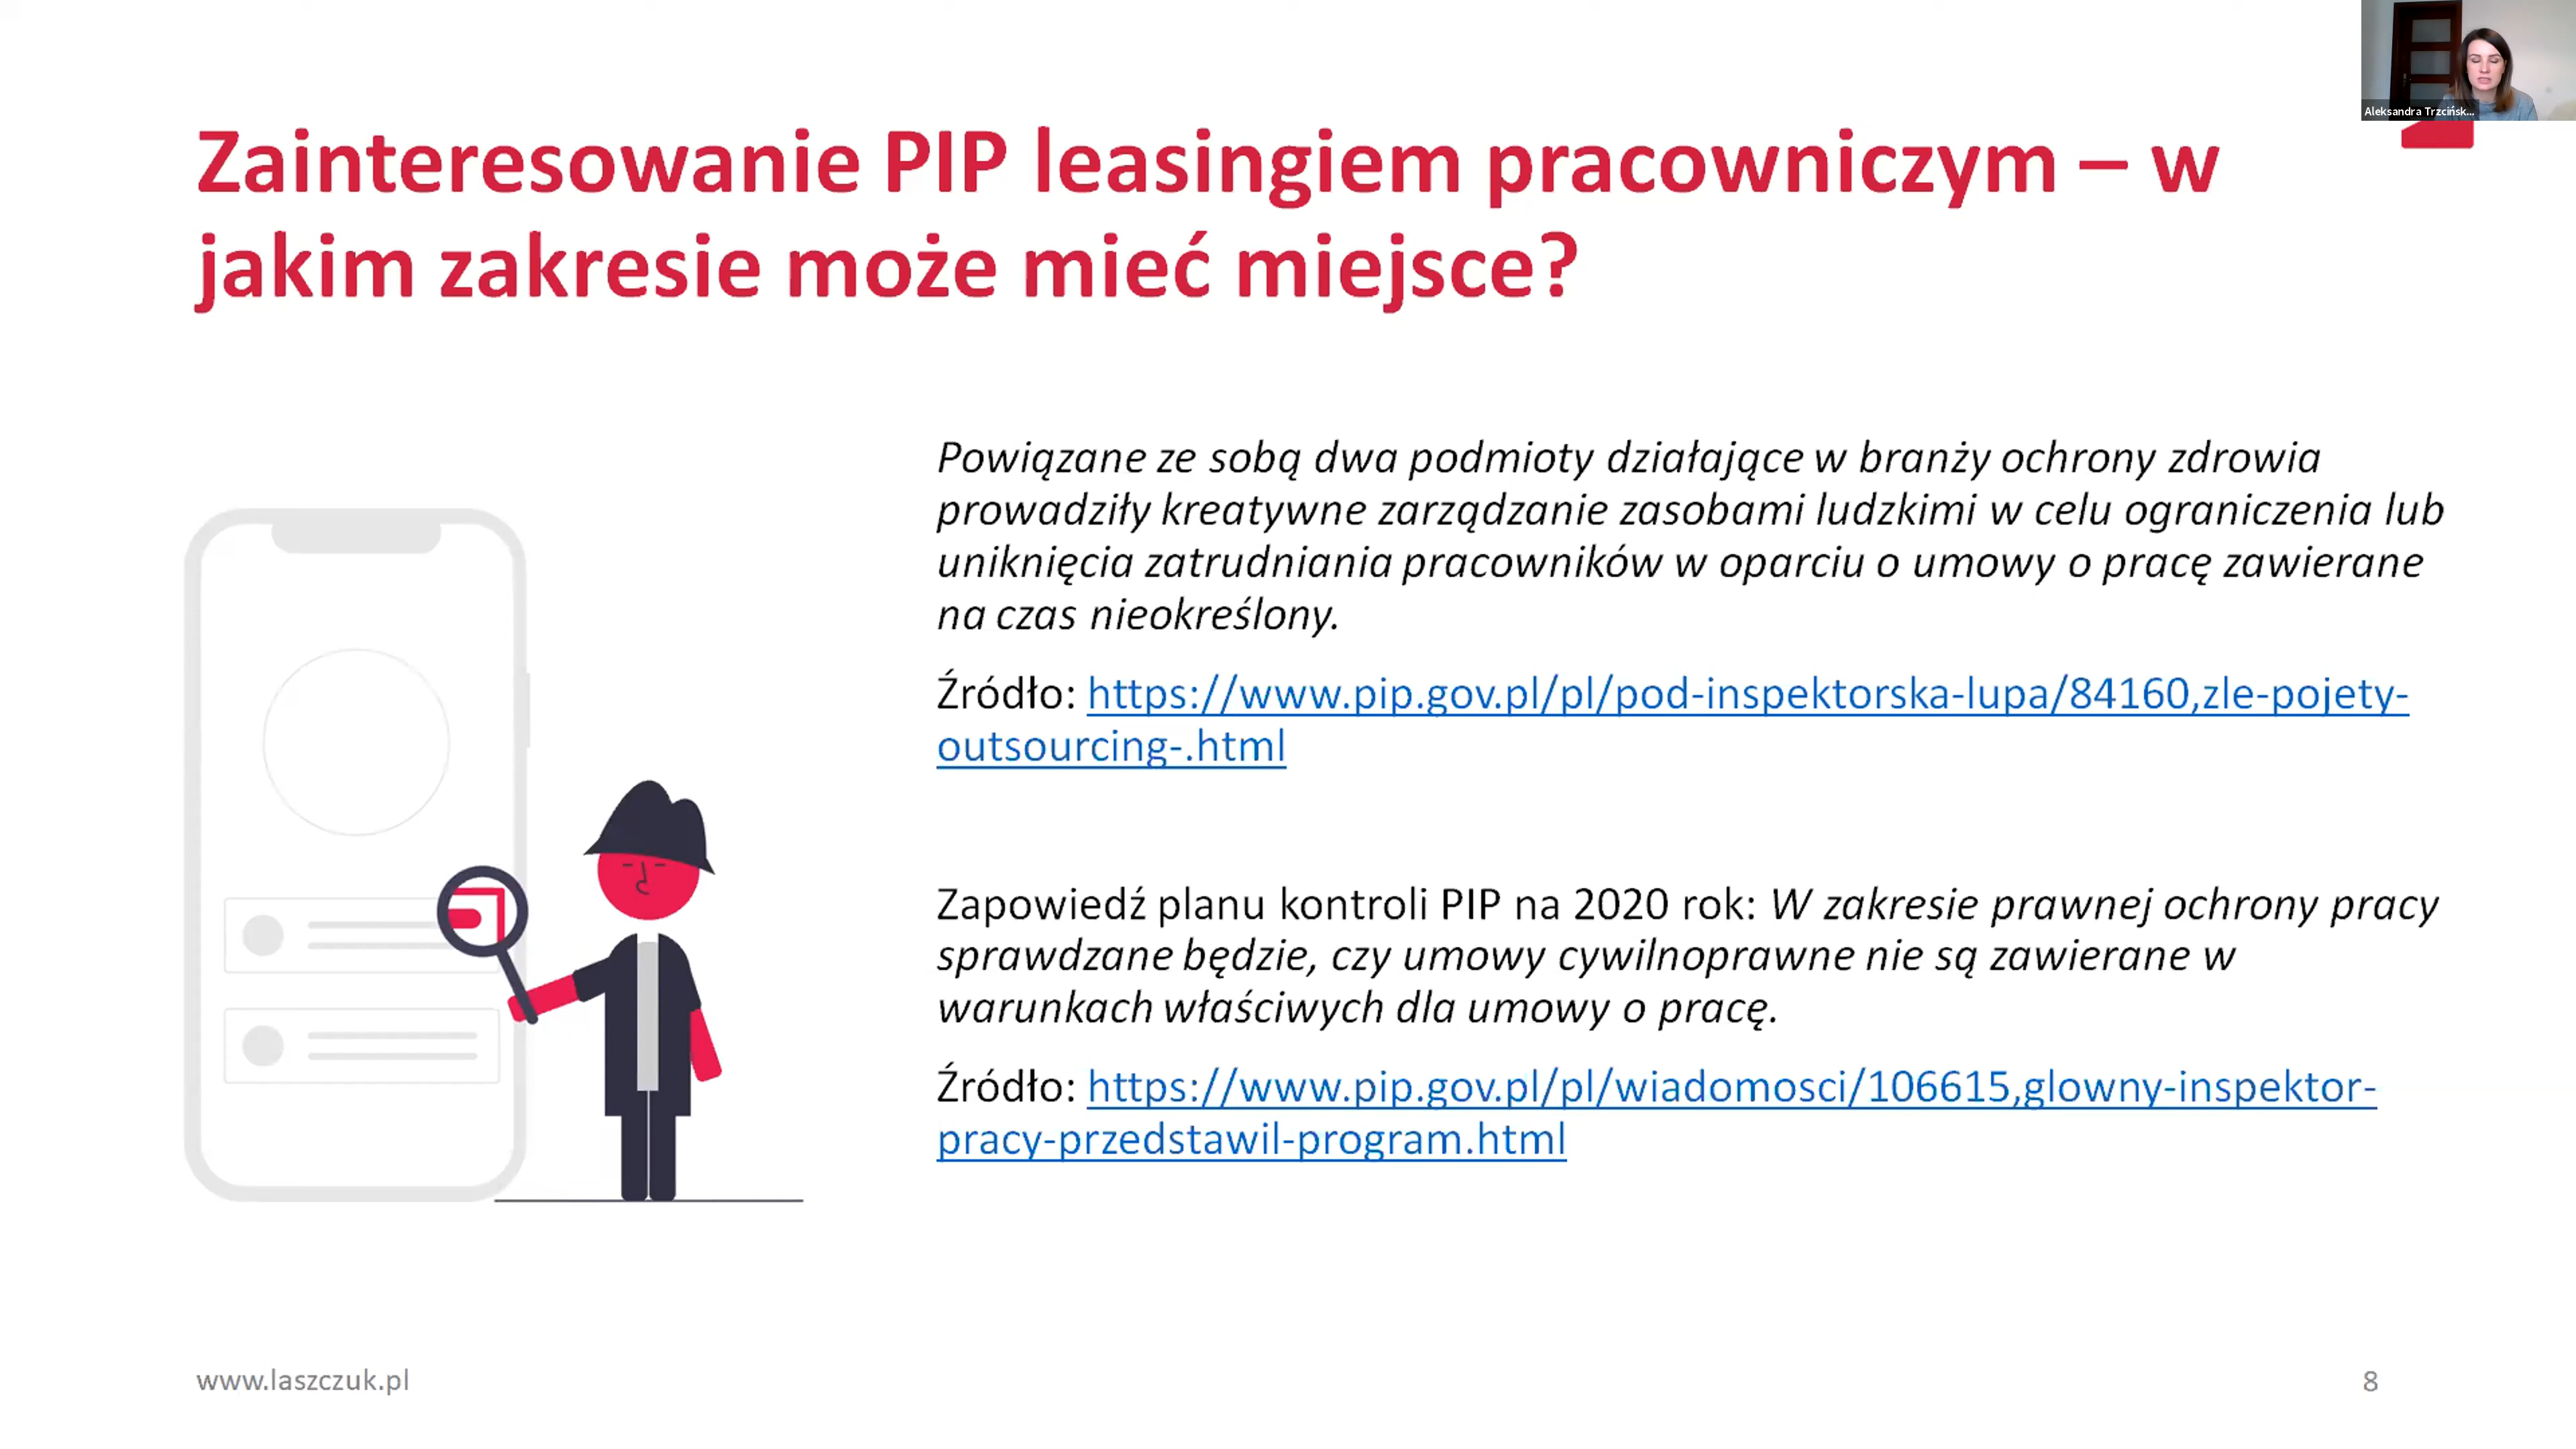 Aleksandra Trzcińsk...
Zainteresowanie PIP leasingiem pracowniczym – w
jakim zakresie może mieć miejsce?
Powiązane ze sobą dwa podmioty działające w branży ochrony zdrowia
prowadziły kreatywne zarządzanie zasobami ludzkimi w celu ograniczenia lub
uniknięcia zatrudniania pracowników w oparciu o umowy o pracę zawierane
na czas nieokreślony.
Źródło: https://www.pip.gov.pl/pl/pod-inspektorska-lupa/84160,zle-pojety-
outsourcing-.html
Zapowiedź planu kontroli PIP na 2020 rok: W zakresie prawnej ochrony pracy
sprawdzane będzie, czy umowy cywilnoprawne nie są zawierane w
warunkach właściwych dla umowy o pracę.
Źródło: https://www.pip.gov.pl/pl/wiadomosci/106615,glowny-inspektor-
pracy-przedstawil-program.html
www.laszczuk.pl
8